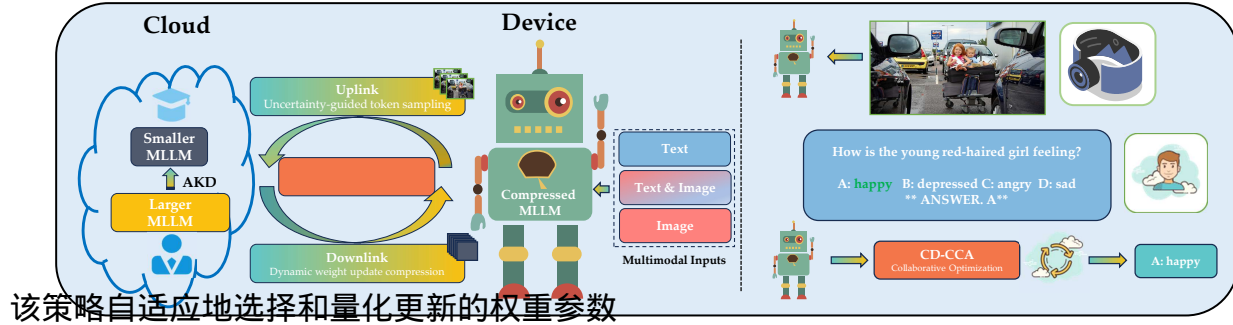 Cloud
Device
Uplink
Uncertainty-guided token sampling
Smaller
MLLM
AKD
Larger
MLLM
Compressed
MLLM
Text
Text & Image
Image
Multimodal Inputs
Downlink
Dynamic weight update compression
How is the young red-haired girl feeling?
A: happy B: depressed C: angry D: sad
** ANSWER. A**
CD-CCA
Collaborative Optimization
A: happy
该策略自适应地选择和量化更新的权重参数